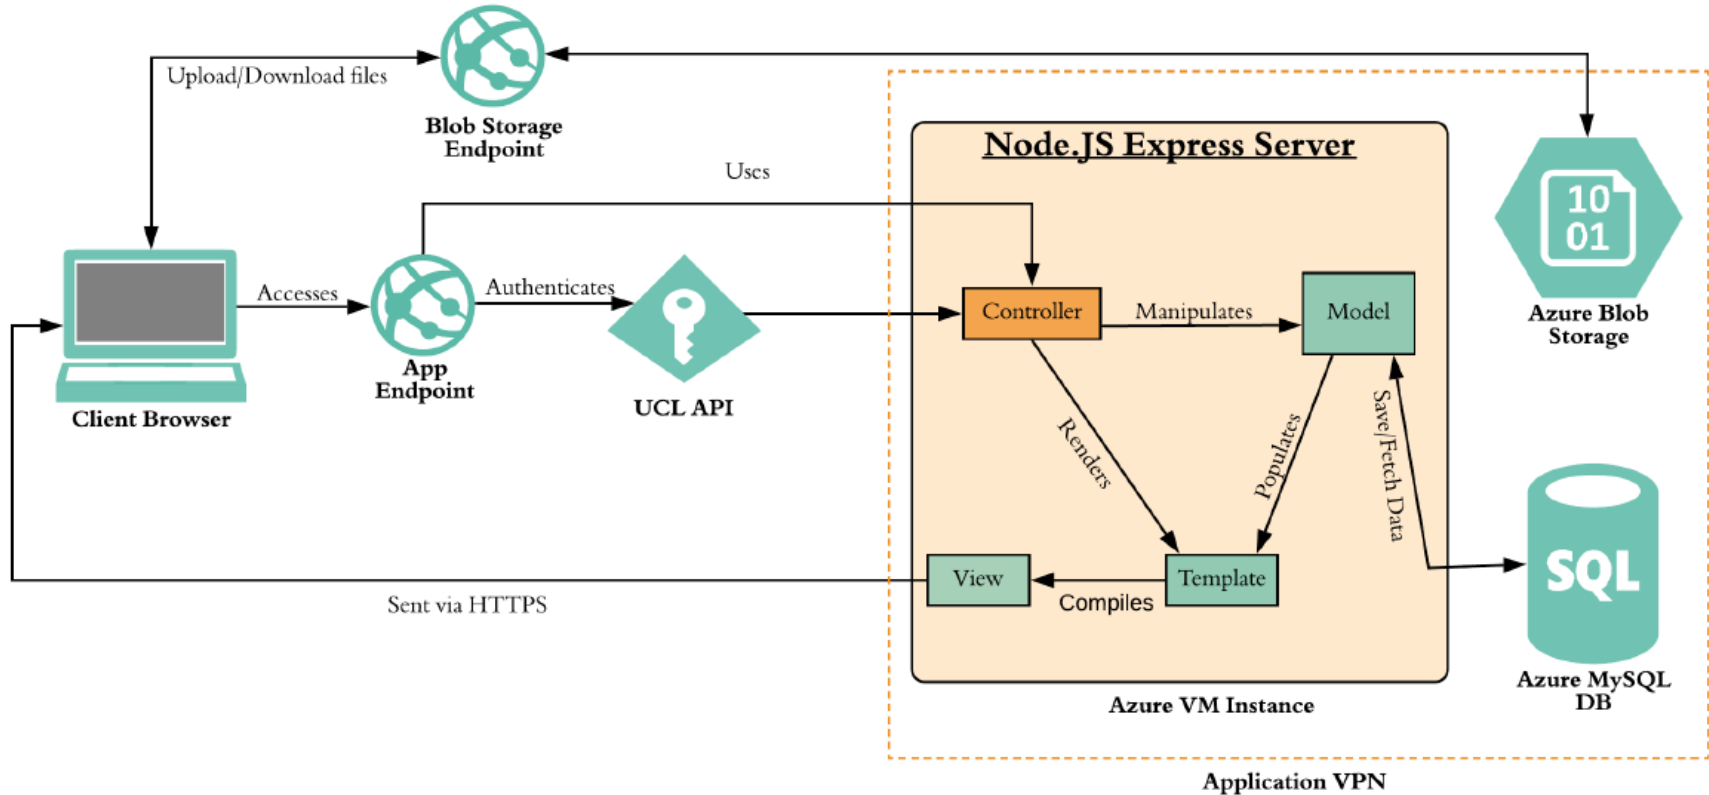 Upload/Download files
Blob Storage
Endpoint
Uses
Node.JS Express Server
10
01
Azure Blob
Storage
Accesses
App
Endpoint
Authenticates
UCL API
Client Browser
Controller
Manipulates
Model
Renders
Populates
Save/Fetch Data
View
Compiles
Template
Sent via HTTPS
SQL
Azure MySQL
DB
Azure VM Instance
Application VPN